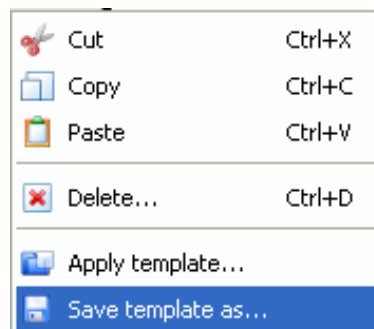 Cut Ctrl+X
Copy Ctrl+C
Paste Ctrl+V
Delete... Ctrl+D
Apply template...
Save template as...